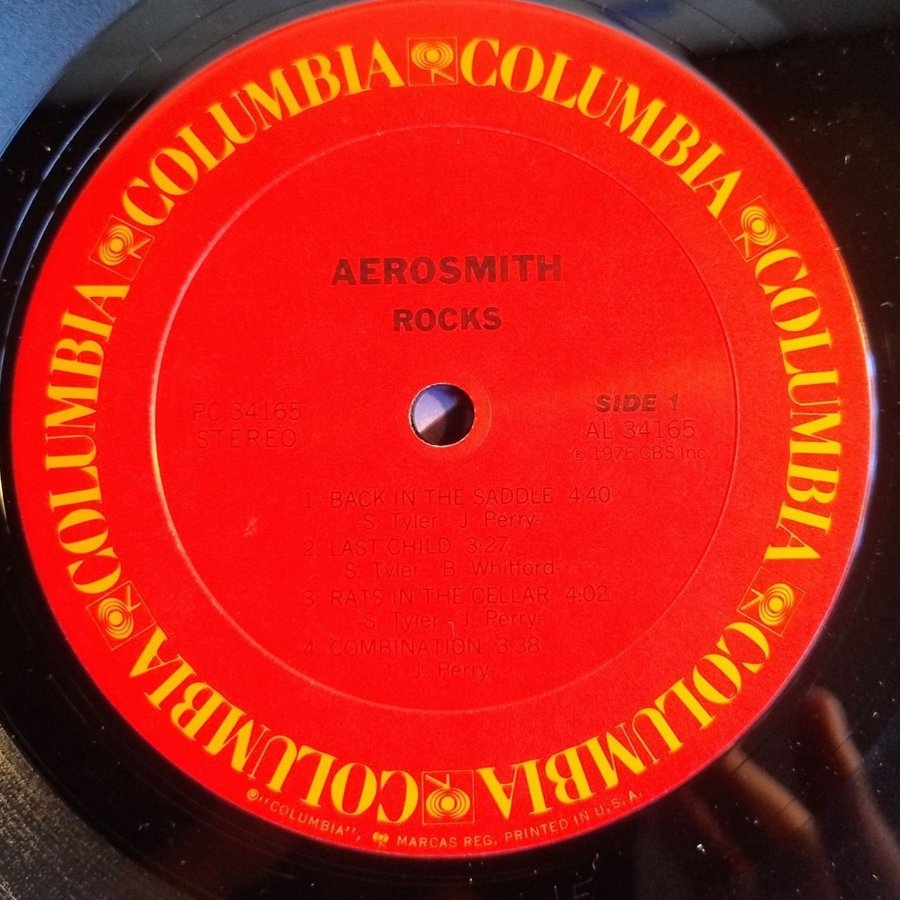 COLUMBIA COLUMBIA COLUMBIA COLUMBIA COLUMBIA COLUMBIA
AEROSMITH
ROCKS
PC 34165
STEREO
SIDE 1
AL 34165
℗ 1976 CBS Inc.
1. BACK IN THE SADDLE 4:40
-S. Tyler - J. Perry-
2. LAST CHILD 3:27
-S. Tyler - B. Whitford-
3. RATS IN THE CELLAR 4:02
-S. Tyler - J. Perry-
4. COMBINATION 3:38
-J. Perry-
®"COLUMBIA", MARCAS REG. PRINTED IN U.S.A.